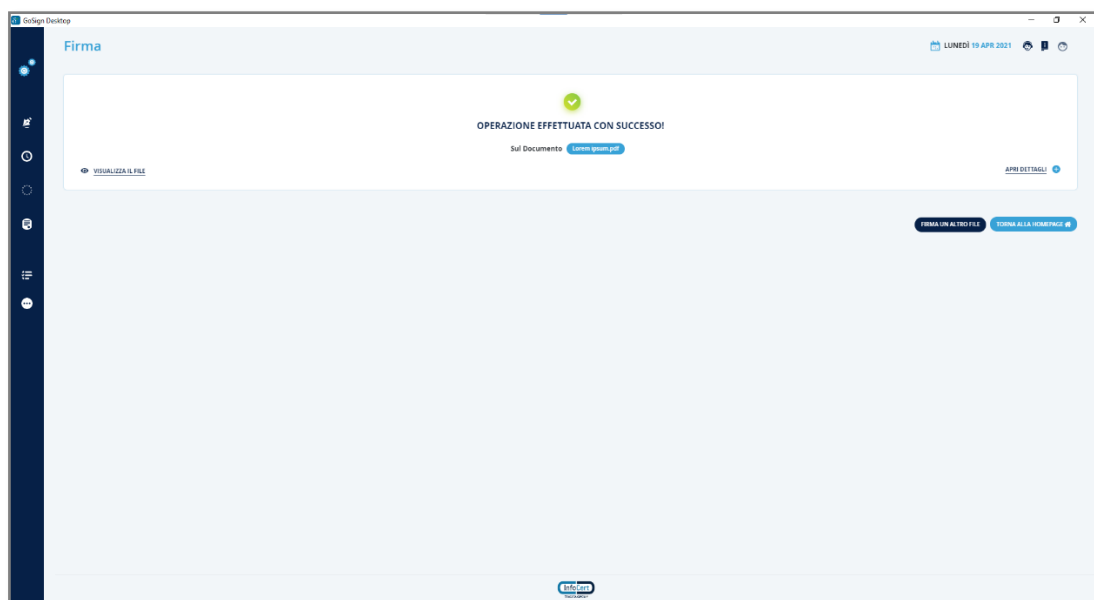 GoSign Desktop
Firma
LUNEDÌ 19 APR 2021
OPERAZIONE EFFETTUATA CON SUCCESSO!
Sul Documento Lorem ipsum.pdf
VISUALIZZA IL FILE
APRI DETTAGLI
FIRMA UN ALTRO FILE
TORNA ALLA HOMEPAGE
InfoCert